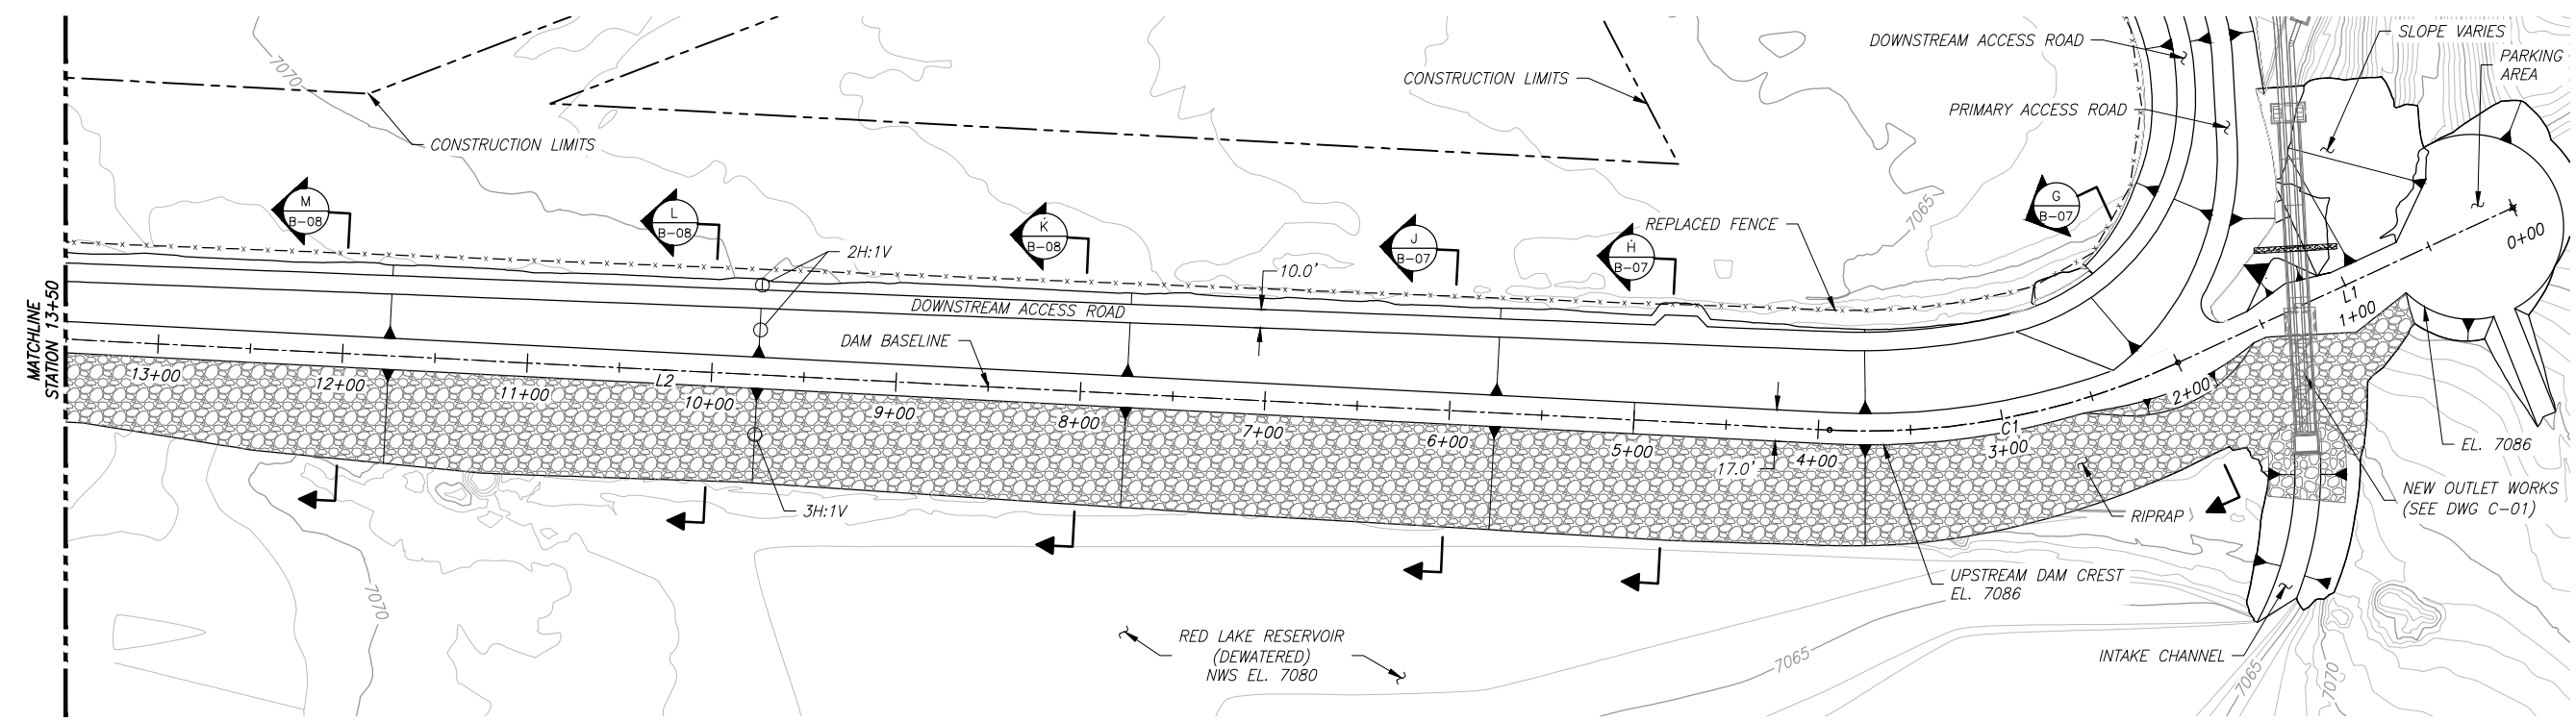 DOWNSTREAM ACCESS ROAD
SLOPE VARIES
PARKING
AREA
CONSTRUCTION LIMITS
PRIMARY ACCESS ROAD
7070
CONSTRUCTION LIMITS
M
B-08
L
B-08
K
B-08
J
B-07
H
B-07
G
B-07
REPLACED FENCE
7065
0+00
2H:1V
10.0'
DOWNSTREAM ACCESS ROAD
L1
1+00
MATCHLINE
STATION 13+50
DAM BASELINE
13+00
12+00
11+00
L2
10+00
9+00
8+00
7+00
6+00
5+00
17.0'
4+00
C1
3+00
2+00
EL. 7086
3H:1V
RIPRAP
NEW OUTLET WORKS
(SEE DWG C-01)
UPSTREAM DAM CREST
EL. 7086
7070
RED LAKE RESERVOIR
(DEWATERED)
NWS EL. 7080
7065
INTAKE CHANNEL
7065
7070